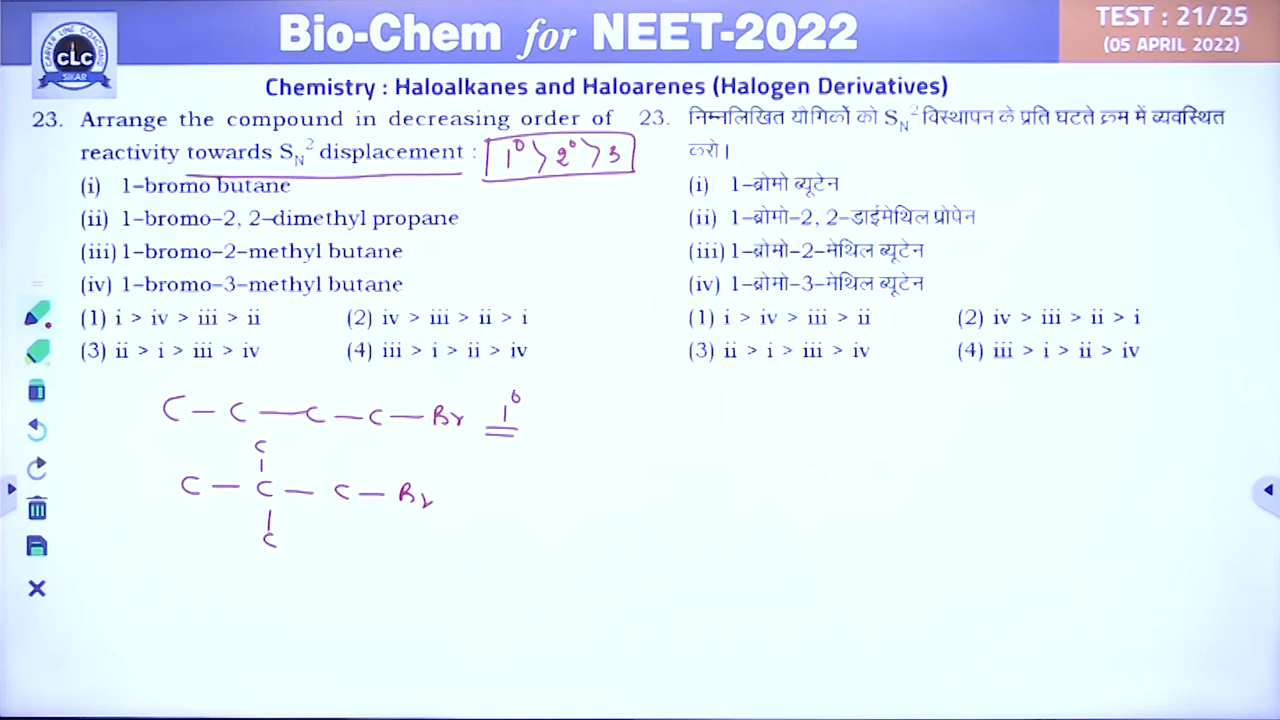 CAREER LINE COACHING
CLC
SIKAR
Bio-Chem for NEET-2022
TEST : 21/25
(05 APRIL 2022)
Chemistry : Haloalkanes and Haloarenes (Halogen Derivatives)
23. Arrange the compound in decreasing order of
reactivity towards SN2 displacement :
1° > 2° > 3
(i) 1-bromo butane
(ii) 1-bromo-2, 2-dimethyl propane
(iii) 1-bromo-2-methyl butane
(iv) 1-bromo-3-methyl butane
(1) i > iv > iii > ii (2) iv > iii > ii > i
(3) ii > i > iii > iv (4) iii > i > ii > iv
23. निम्नलिखित यौगिकों को SN2 विस्थापन के प्रति घटते क्रम में व्यवस्थित
करो।
(i) 1-ब्रोमो ब्यूटेन
(ii) 1-ब्रोमो-2, 2-डाईमेथिल प्रोपेन
(iii) 1-ब्रोमो-2-मेथिल ब्यूटेन
(iv) 1-ब्रोमो-3-मेथिल ब्यूटेन
(1) i > iv > iii > ii (2) iv > iii > ii > i
(3) ii > i > iii > iv (4) iii > i > ii > iv
C - C - C - C - Br 1°
C
C - C - C - Br
C